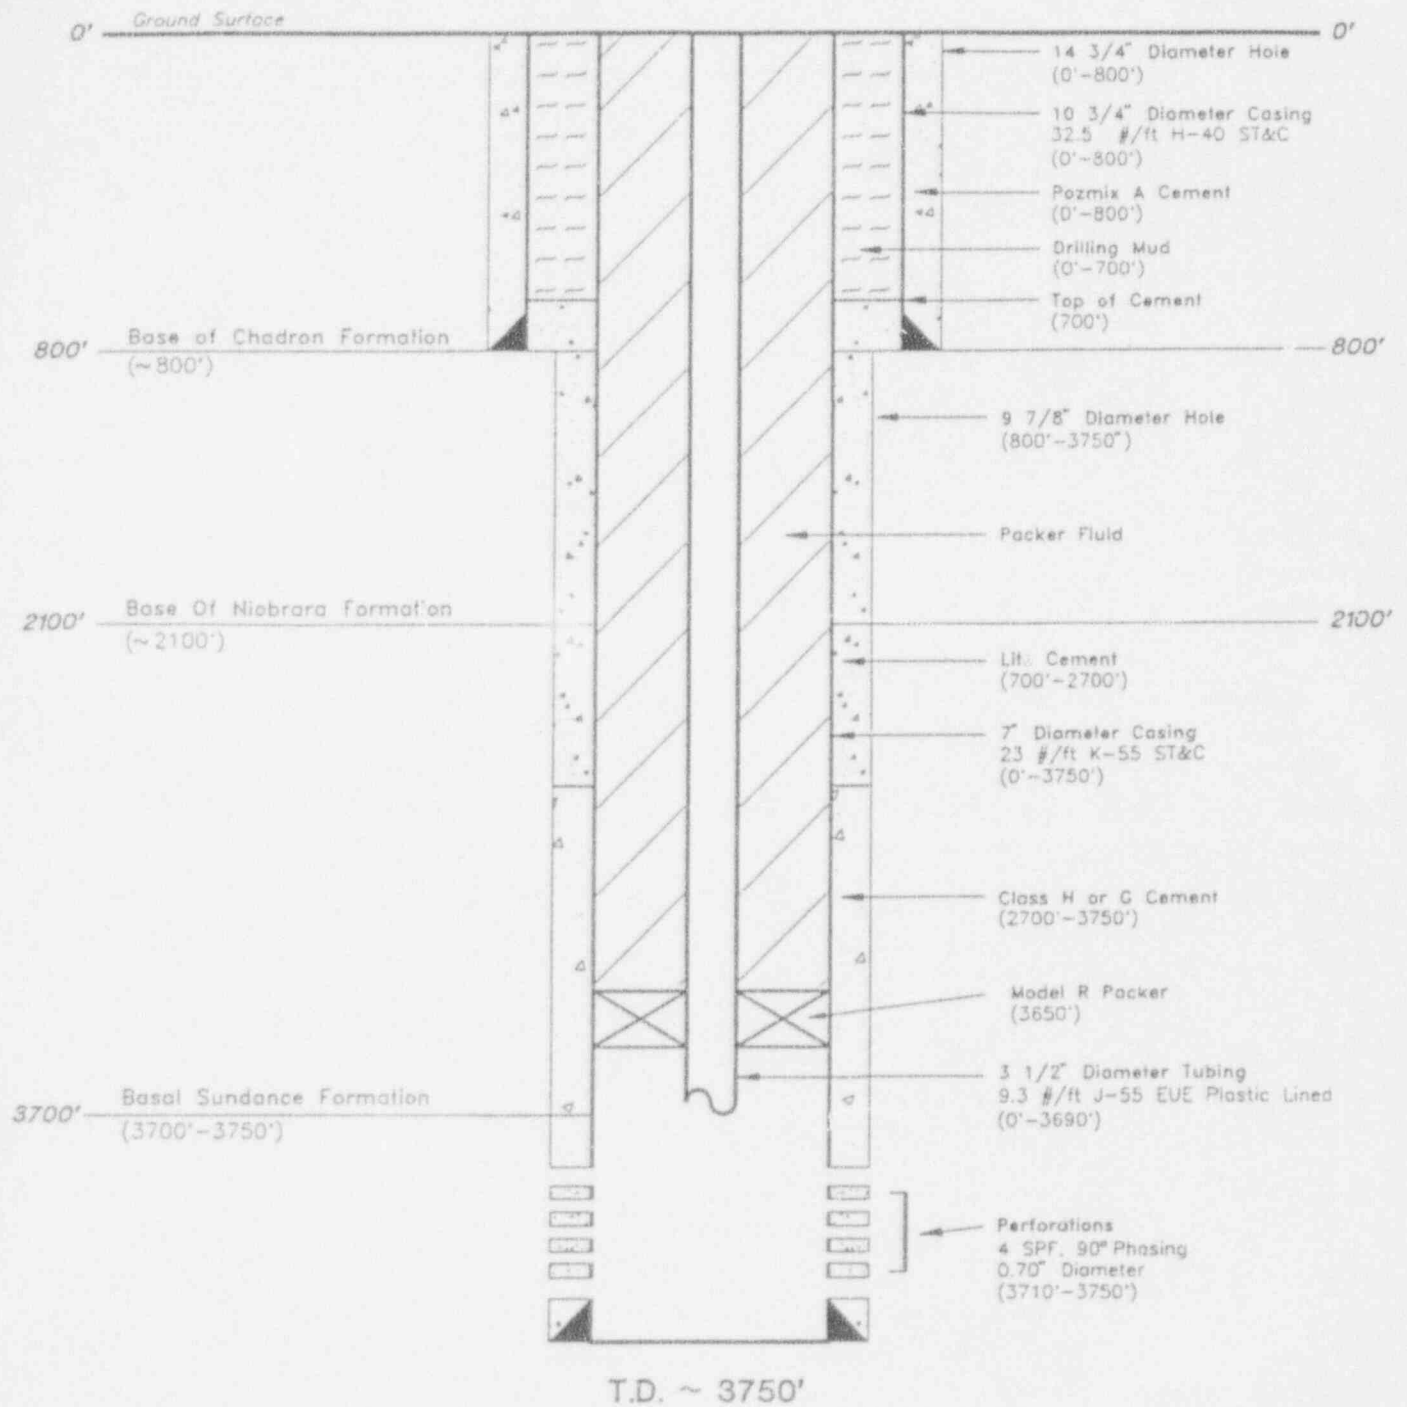 Ground Surface
0'
0'
14 3/4" Diameter Hole
(0'-800')
10 3/4" Diameter Casing
32.5 #/ft H-40 ST&C
(0'-800')
Pozmix A Cement
(0'-800')
Drilling Mud
(0'-700')
Top of Cement
(700')
Base of Chadron Formation
800'
(~800')
800'
9 7/8" Diameter Hole
(800'-3750")
Packer Fluid
Base Of Niobrara Formation
2100'
(~2100')
2100'
Cement
(700'-2700')
7" Diameter Casing
23 #/ft K-55 ST&C
(0'-3750')
Class H or G Cement
(2700'-3750')
Model R Packer
(3650')
3 1/2" Diameter Tubing
9.3 #/ft J-55 EUE Plastic Lined
(0'-3690')
Basal Sundance Formation
3700'
(3700'-3750')
Perforations
4 SPF, 90° Phasing
0.70" Diameter
(3710'-3750')
T.D. ~ 3750'